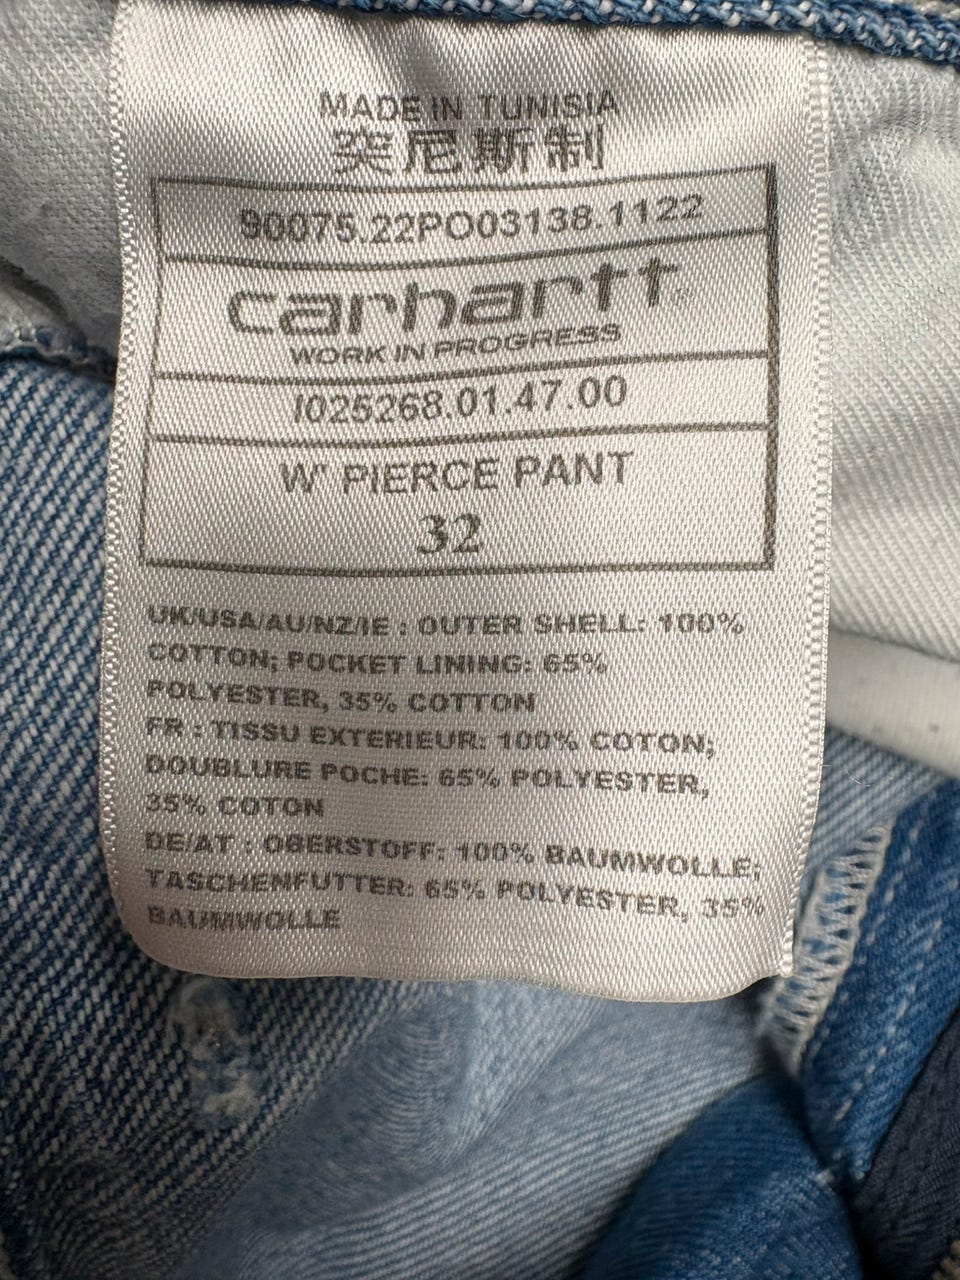 MADE IN TUNISIA
突尼斯制
90075.22PO03138.1122
carhartt®
WORK IN PROGRESS
I025268.01.47.00
W' PIERCE PANT
32
UK/USA/AU/NZ/IE : OUTER SHELL: 100%
COTTON; POCKET LINING: 65%
POLYESTER, 35% COTTON
FR : TISSU EXTERIEUR: 100% COTON;
DOUBLURE POCHE: 65% POLYESTER,
35% COTON
DE/AT : OBERSTOFF: 100% BAUMWOLLE;
TASCHENFUTTER: 65% POLYESTER, 35%
BAUMWOLLE